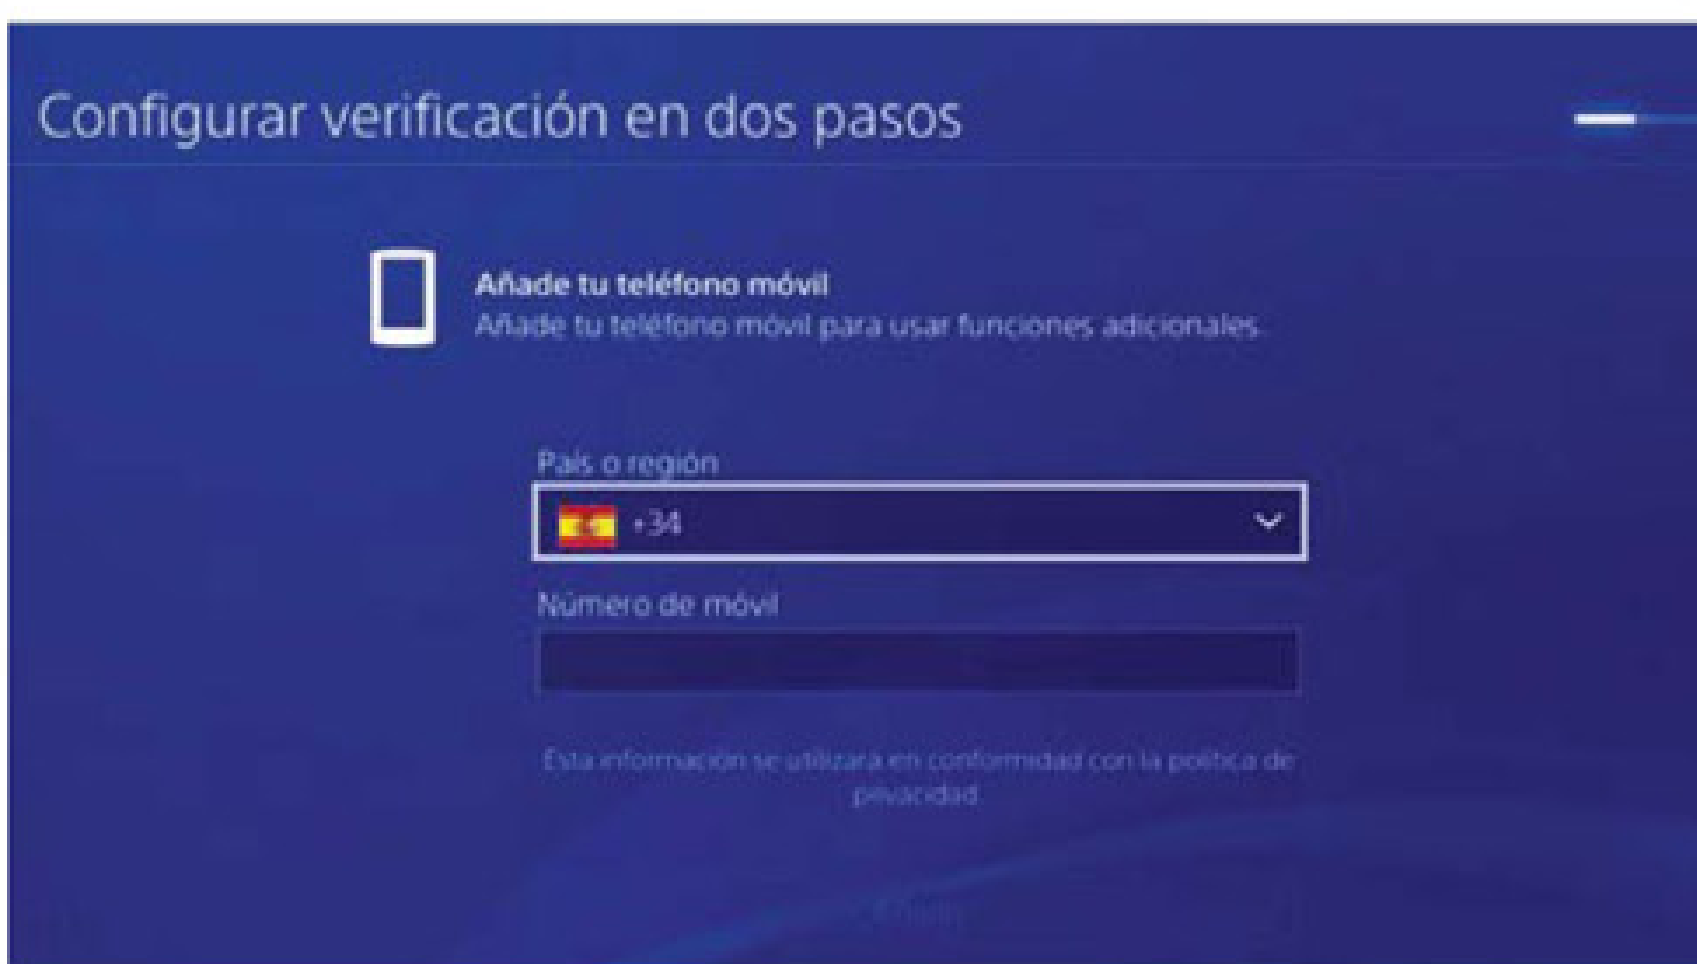 Configurar verificación en dos pasos
Añade tu teléfono móvil
Añade tu teléfono móvil para usar funciones adicionales.
País o región
+34
Número de móvil
Esta información se utilizará en conformidad con la política de
privacidad.